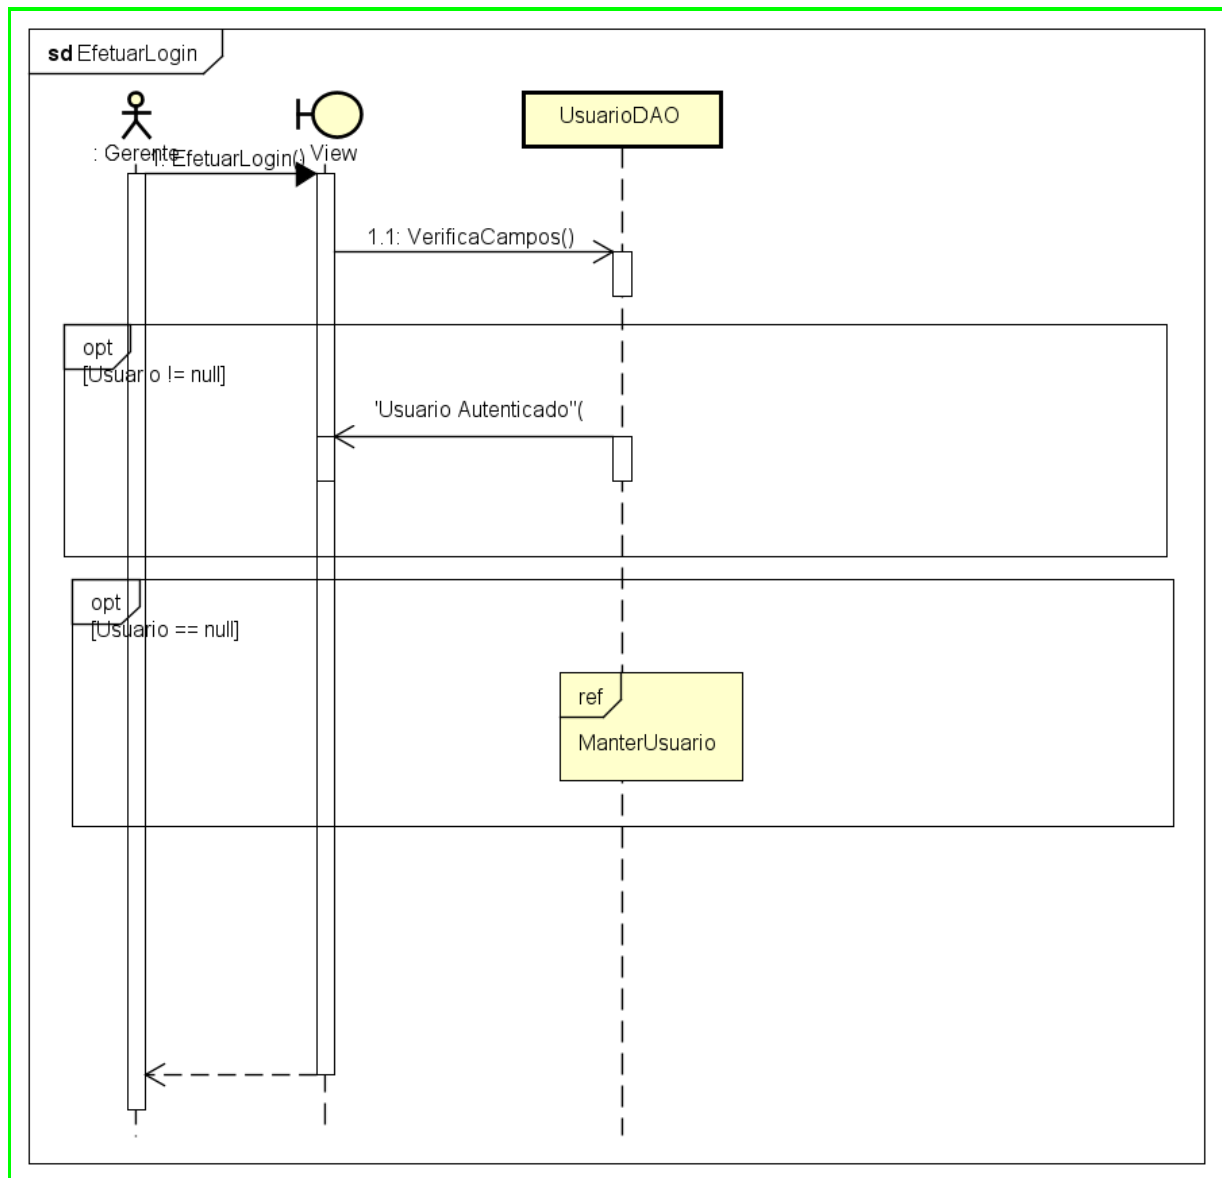 sd EfetuarLogin
UsuarioDAO
: Gerente
1: EfetuarLogin()
: View
1.1: VerificaCampos()
opt
[Usuario != null]
'Usuario Autenticado"(
opt
[Usuario == null]
ref
ManterUsuario